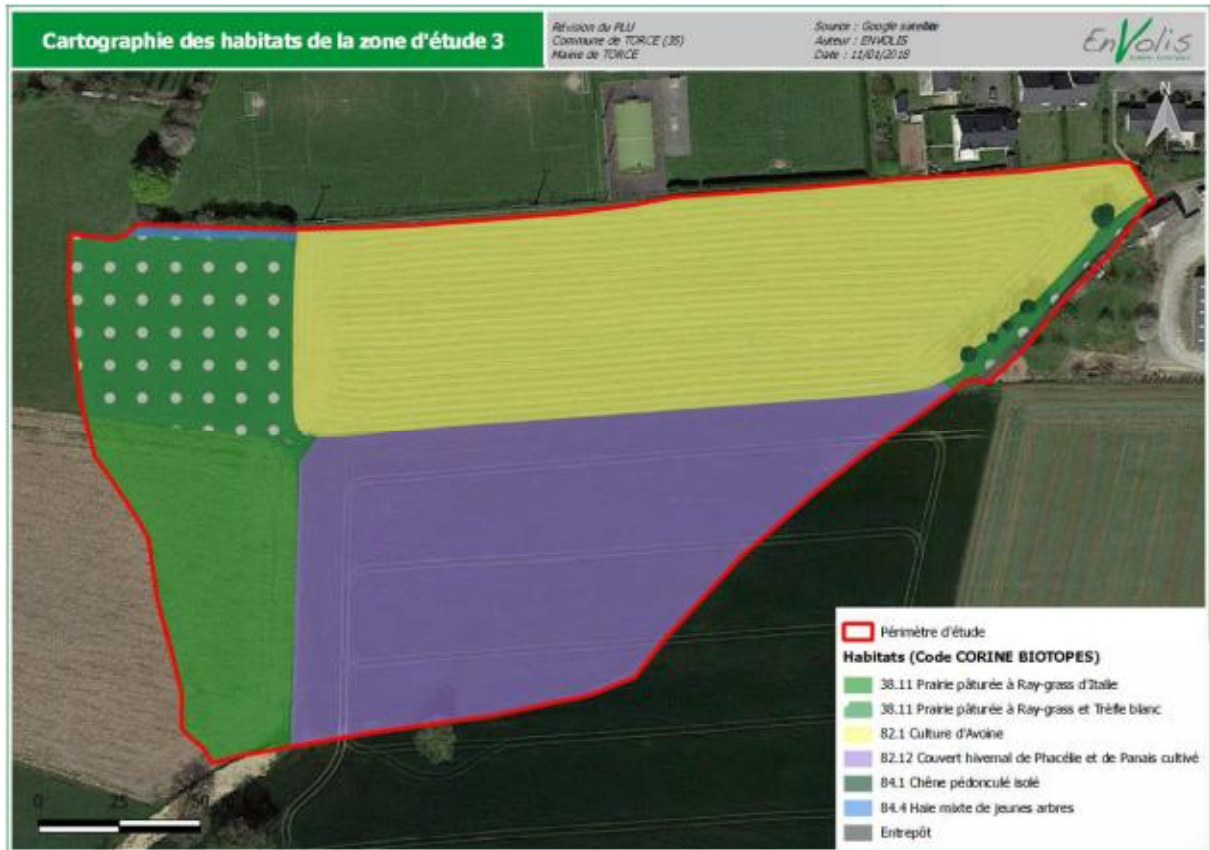 Cartographie des habitats de la zone d'étude 3
Révision du PLU
Commune de TORCE (35)
Mairie de TORCE
Source : Google satellite
Auteur : ENVOLIS
Date : 11/01/2018
EnVolis
N
Périmètre d'étude
Habitats (Code CORINE BIOTOPES)
38.11 Prairie pâturée à Ray-grass d'Italie
38.11 Prairie pâturée à Ray-grass et Trèfle blanc
82.1 Culture d'Avoine
82.12 Couvert hivernal de Phacélie et de Panais cultivé
84.1 Chêne pédonculé isolé
84.4 Haie mixte de jeunes arbres
Entrepôt
0 25 50